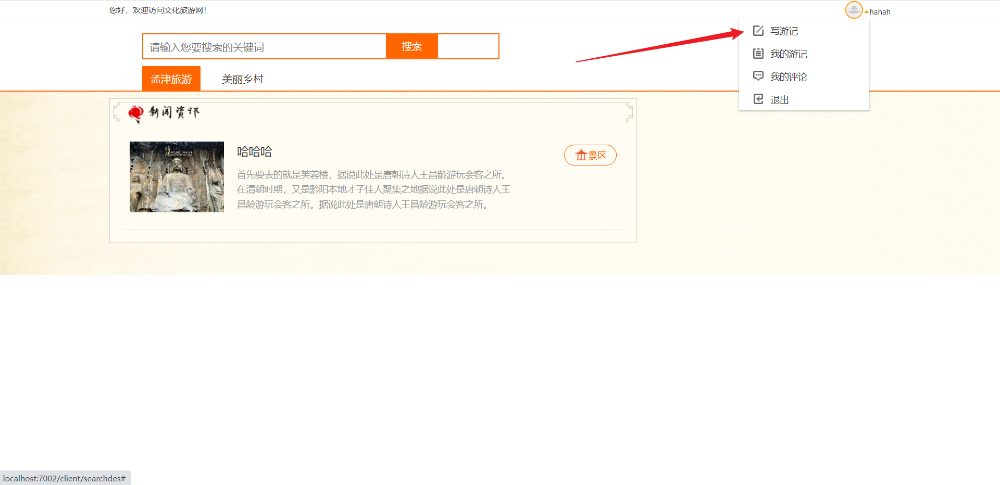 您好，欢迎访问文化旅游网！
hahah
写游记
我的游记
我的评论
退出
请输入您要搜索的关键词
搜索
孟津旅游
美丽乡村
新闻资讯
哈哈哈
景区
首先要去的就是芙蓉楼，据说此处是唐朝诗人王昌龄游玩会客之所。
在清朝时期，又是黔阳本地才子佳人聚集之地据说此处是唐朝诗人王
昌龄游玩会客之所。据说此处是唐朝诗人王昌龄游玩会客之所。
localhost:7002/client/searchdes#